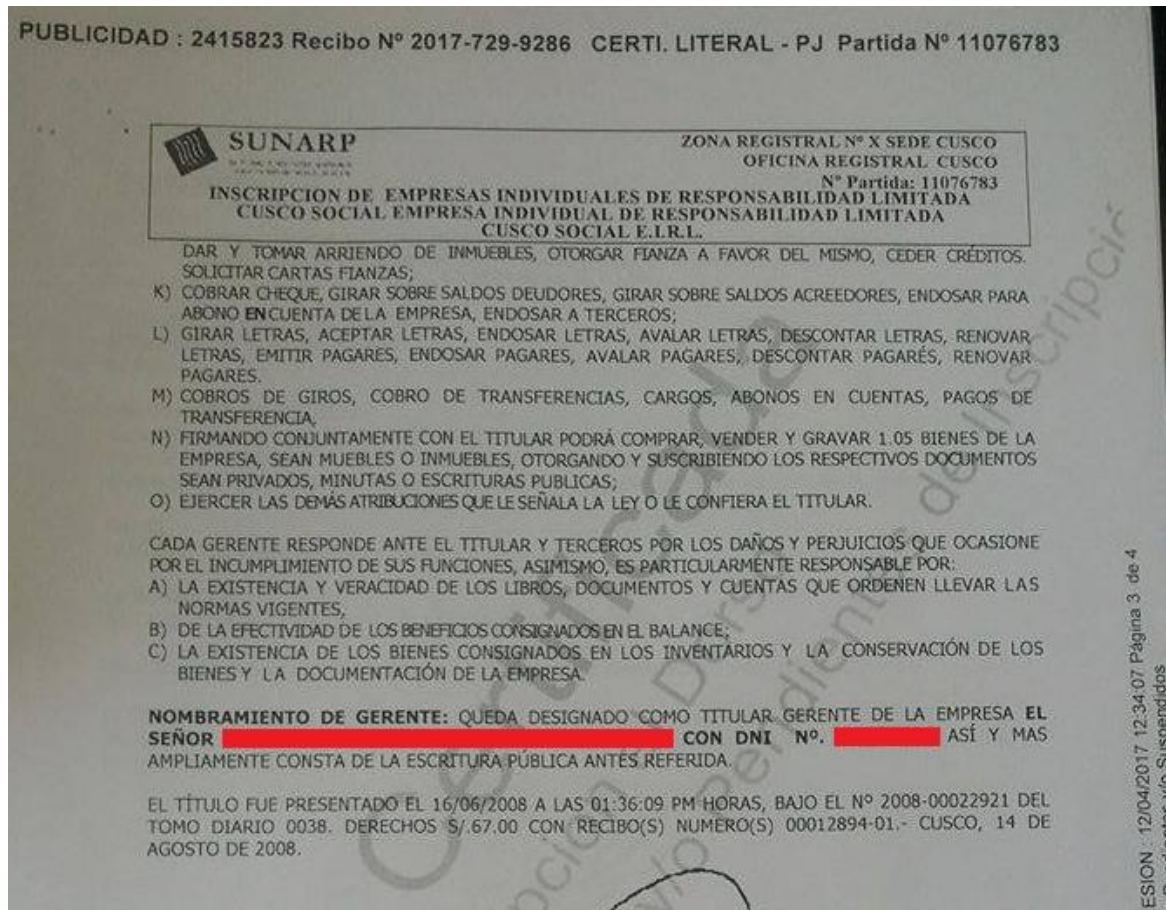 PUBLICIDAD : 2415823 Recibo Nº 2017-729-9286 CERTI. LITERAL - PJ Partida Nº 11076783
SUNARP
ZONA REGISTRAL Nº X SEDE CUSCO
OFICINA REGISTRAL CUSCO
Nº Partida: 11076783
INSCRIPCION DE EMPRESAS INDIVIDUALES DE RESPONSABILIDAD LIMITADA
CUSCO SOCIAL EMPRESA INDIVIDUAL DE RESPONSABILIDAD LIMITADA
CUSCO SOCIAL E.I.R.L.
DAR Y TOMAR ARRIENDO DE INMUEBLES, OTORGAR FIANZA A FAVOR DEL MISMO, CEDER CRÉDITOS.
SOLICITAR CARTAS FIANZAS;
K) COBRAR CHEQUE, GIRAR SOBRE SALDOS DEUDORES, GIRAR SOBRE SALDOS ACREEDORES, ENDOSAR PARA
ABONO EN CUENTA DE LA EMPRESA, ENDOSAR A TERCEROS;
L) GIRAR LETRAS, ACEPTAR LETRAS, ENDOSAR LETRAS, AVALAR LETRAS, DESCONTAR LETRAS, RENOVAR
LETRAS, EMITIR PAGARES, ENDOSAR PAGARES, AVALAR PAGARES, DESCONTAR PAGARÉS, RENOVAR
PAGARES.
M) COBROS DE GIROS, COBRO DE TRANSFERENCIAS, CARGOS, ABONOS EN CUENTAS, PAGOS DE
TRANSFERENCIA,
N) FIRMANDO CONJUNTAMENTE CON EL TITULAR PODRÁ COMPRAR, VENDER Y GRAVAR 1.05 BIENES DE LA
EMPRESA, SEAN MUEBLES O INMUEBLES, OTORGANDO Y SUSCRIBIENDO LOS RESPECTIVOS DOCUMENTOS
SEAN PRIVADOS, MINUTAS O ESCRITURAS PUBLICAS;
O) EJERCER LAS DEMÁS ATRIBUCIONES QUE LE SEÑALA LA LEY O LE CONFIERA EL TITULAR.
CADA GERENTE RESPONDE ANTE EL TITULAR Y TERCEROS POR LOS DAÑOS Y PERJUICIOS QUE OCASIONE
POR EL INCUMPLIMIENTO DE SUS FUNCIONES, ASIMISMO, ES PARTICULARMENTE RESPONSABLE POR:
A) LA EXISTENCIA Y VERACIDAD DE LOS LIBROS, DOCUMENTOS Y CUENTAS QUE ORDENEN LLEVAR LAS
NORMAS VIGENTES,
B) DE LA EFECTIVIDAD DE LOS BENEFICIOS CONSIGNADOS EN EL BALANCE;
C) LA EXISTENCIA DE LOS BIENES CONSIGNADOS EN LOS INVENTARIOS Y LA CONSERVACIÓN DE LOS
BIENES Y LA DOCUMENTACIÓN DE LA EMPRESA.
NOMBRAMIENTO DE GERENTE: QUEDA DESIGNADO COMO TITULAR GERENTE DE LA EMPRESA EL
SEÑOR CON DNI Nº. ASÍ Y MAS
AMPLIAMENTE CONSTA DE LA ESCRITURA PÚBLICA ANTES REFERIDA.
EL TÍTULO FUE PRESENTADO EL 16/06/2008 A LAS 01:36:09 PM HORAS, BAJO EL Nº 2008-00022921 DEL
TOMO DIARIO 0038. DERECHOS S/.67.00 CON RECIBO(S) NUMERO(S) 00012894-01.- CUSCO, 14 DE
AGOSTO DE 2008.
ESION : 12/04/2017 12:34:07 Página 3 de 4
Pendientes y/o Suspendidos
Certificada
de Inscripción
y/o Pendiente